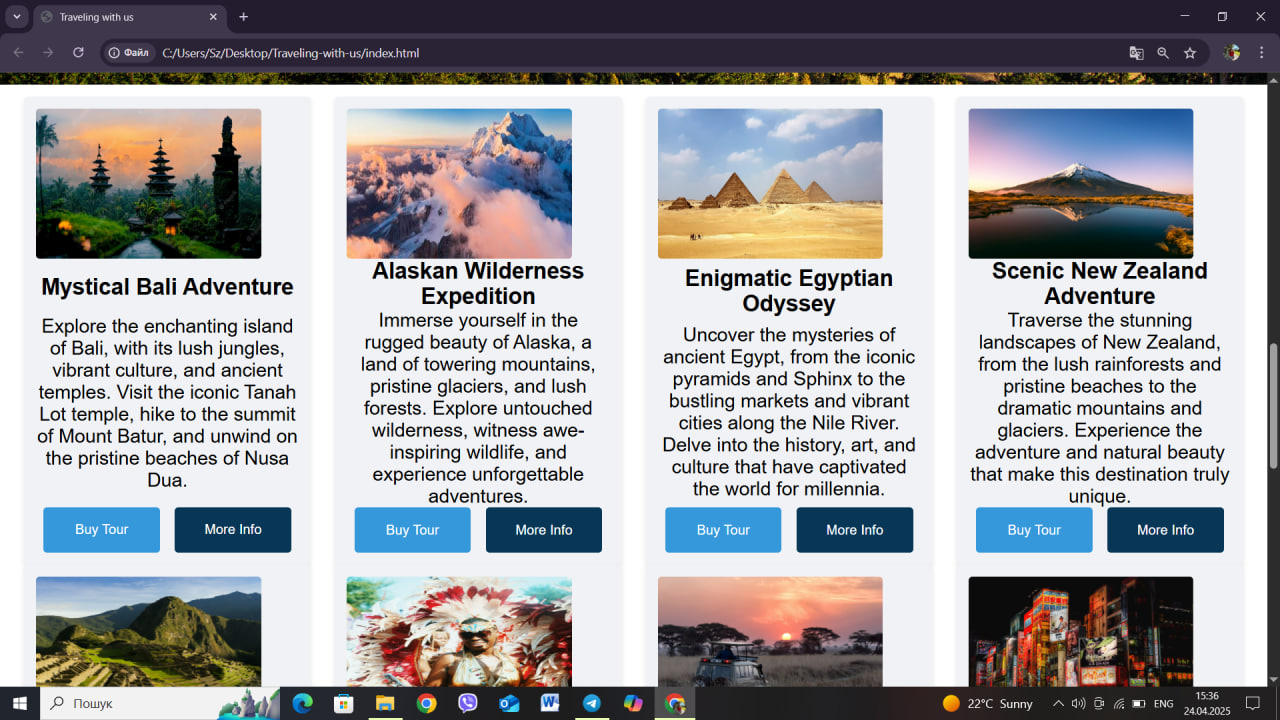 Traveling with us
Файл
C:/Users/Sz/Desktop/Traveling-with-us/index.html
Mystical Bali Adventure
Explore the enchanting island
of Bali, with its lush jungles,
vibrant culture, and ancient
temples. Visit the iconic Tanah
Lot temple, hike to the summit
of Mount Batur, and unwind on
the pristine beaches of Nusa
Dua.
Buy Tour
More Info
Alaskan Wilderness
Expedition
Immerse yourself in the
rugged beauty of Alaska, a
land of towering mountains,
pristine glaciers, and lush
forests. Explore untouched
wilderness, witness awe-
inspiring wildlife, and
experience unforgettable
adventures.
Buy Tour
More Info
Enigmatic Egyptian
Odyssey
Uncover the mysteries of
ancient Egypt, from the iconic
pyramids and Sphinx to the
bustling markets and vibrant
cities along the Nile River.
Delve into the history, art, and
culture that have captivated
the world for millennia.
Buy Tour
More Info
Scenic New Zealand
Adventure
Traverse the stunning
landscapes of New Zealand,
from the lush rainforests and
pristine beaches to the
dramatic mountains and
glaciers. Experience the
adventure and natural beauty
that make this destination truly
unique.
Buy Tour
More Info
Пошук
22°C Sunny
ENG
15:36
24.04.2025